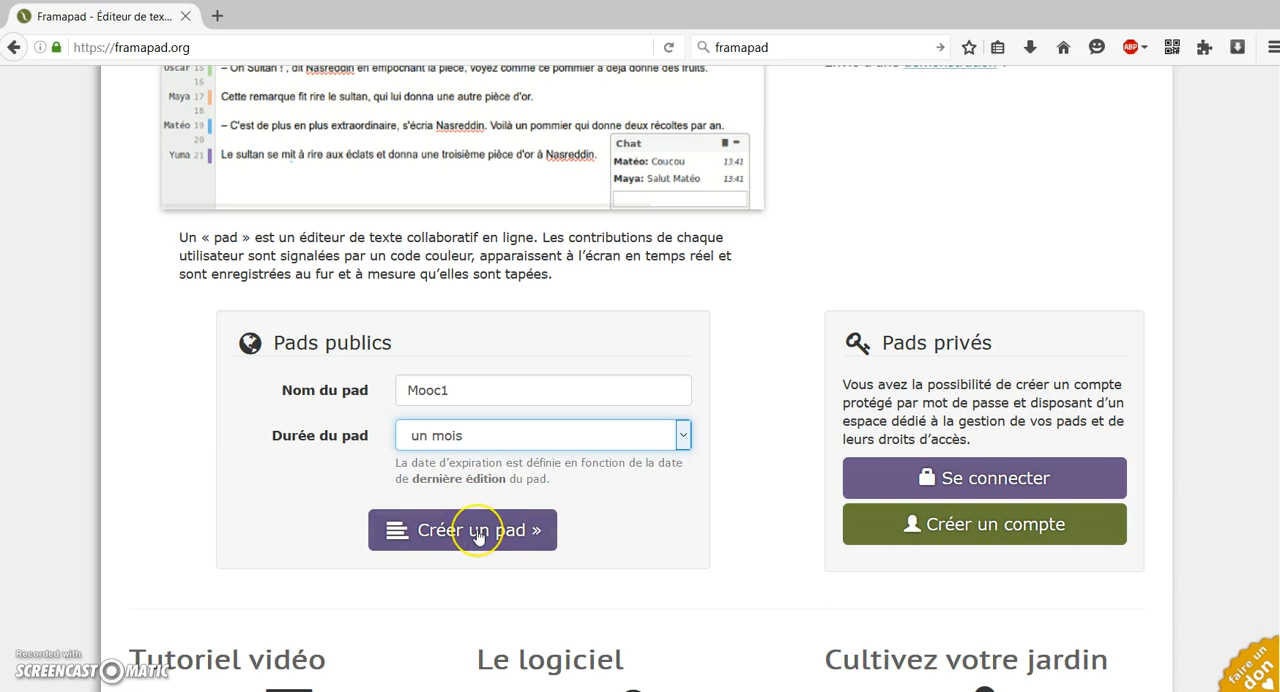 Framapad - Éditeur de tex...
https://framapad.org
framapad
ABP
Oscar 15 – Oh Sultan ! , dit Nasreddin en empochant la pièce, voyez comme ce pommier a déjà donné des fruits.
16
Maya 17 Cette remarque fit rire le sultan, qui lui donna une autre pièce d'or.
18
Matéo 19 – C'est de plus en plus extraordinaire, s'écria Nasreddin. Voilà un pommier qui donne deux récoltes par an.
20
Yuma 21 Le sultan se mit à rire aux éclats et donna une troisième pièce d'or à Nasreddin.
Chat
Matéo: Coucou 13:41
Maya: Salut Matéo 13:41
Envie d'une démonstration ?
Un « pad » est un éditeur de texte collaboratif en ligne. Les contributions de chaque
utilisateur sont signalées par un code couleur, apparaissent à l’écran en temps réel et
sont enregistrées au fur et à mesure qu’elles sont tapées.
Pads publics
Nom du pad Mooc1
Durée du pad un mois
La date d’expiration est définie en fonction de la date
de dernière édition du pad.
Créer un pad »
Pads privés
Vous avez la possibilité de créer un compte
protégé par mot de passe et disposant d’un
espace dédié à la gestion de vos pads et de
leurs droits d’accès.
Se connecter
Créer un compte
Tutoriel vidéo
Le logiciel
Cultivez votre jardin
Recorded with
SCREENCAST MATIC
faire un
don